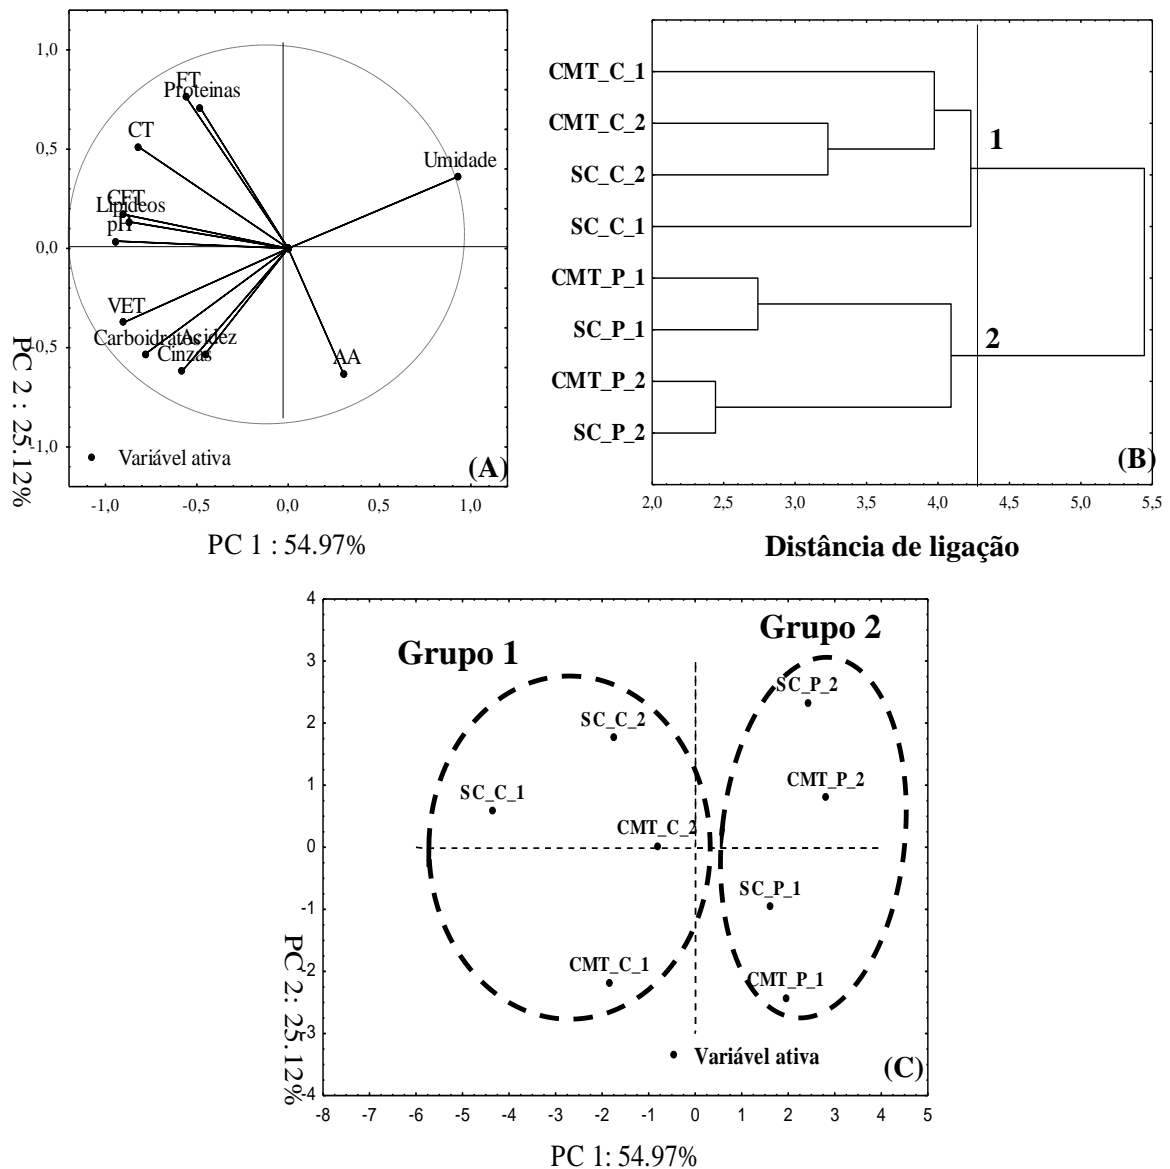 1,0
0,5
0,0
-0,5
-1,0
FT
Proteinas
CT
Umidade
CFT
Lipideos
pH
VET
Carboidratos
Acidez
Cinzas
AA
Variável ativa
(A)
-1,0 -0,5 0,0 0,5 1,0
PC 1 : 54.97%
PC 2 : 25.12%
CMT_C_1
CMT_C_2
SC_C_2
SC_C_1
CMT_P_1
SC_P_1
CMT_P_2
SC_P_2
1
2
(B)
2,0 2,5 3,0 3,5 4,0 4,5 5,0 5,5
Distância de ligação
4
3
2
1
0
-1
-2
-3
-4
Grupo 1
Grupo 2
SC_P_2
SC_C_2
CMT_P_2
SC_C_1
CMT_C_2
SC_P_1
CMT_C_1
CMT_P_1
Variável ativa
(C)
-8 -7 -6 -5 -4 -3 -2 -1 0 1 2 3 4 5
PC 1: 54.97%
PC 2: 25.12%